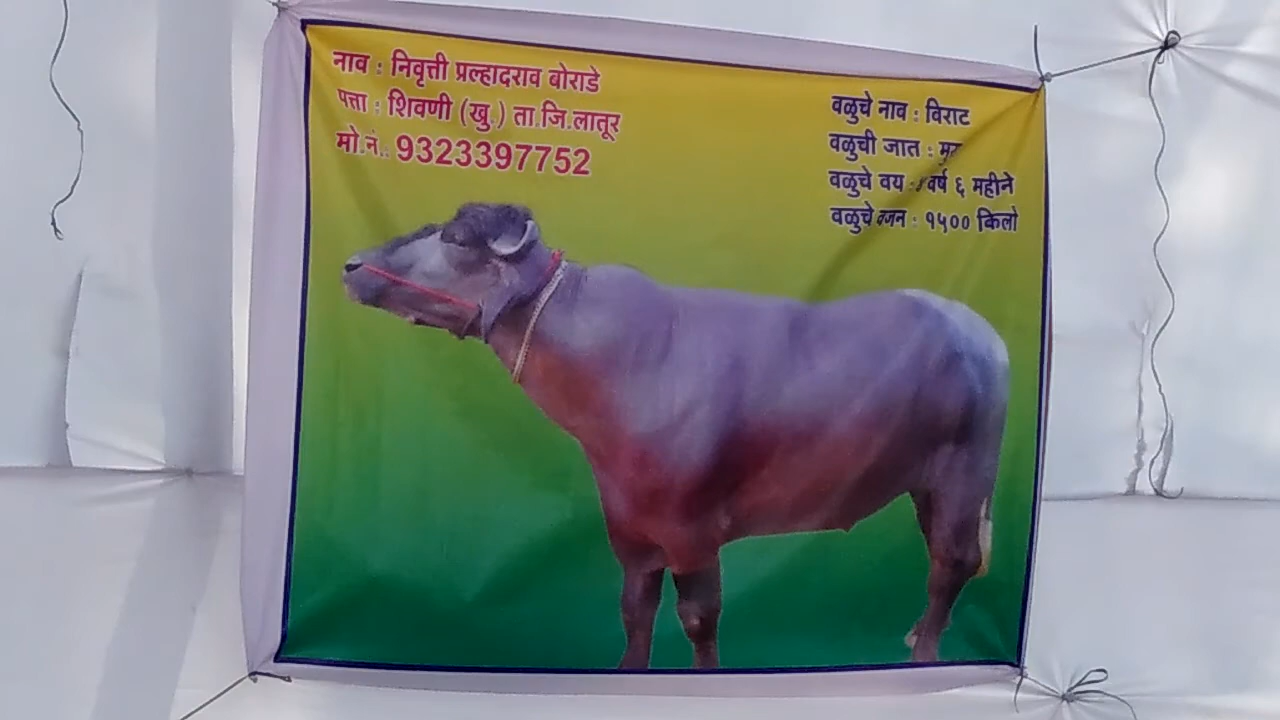 नाव : निवृत्ती प्रल्हादराव बोराडे
पत्ता : शिवणी (खु.) ता.जि.लातूर
मो.नं.: 9323397752
वळुचे नाव : विराट
वळुची जात :
वळुचे वय : वर्ष ६ महीने
वळुचे वजन : १५०० किलो